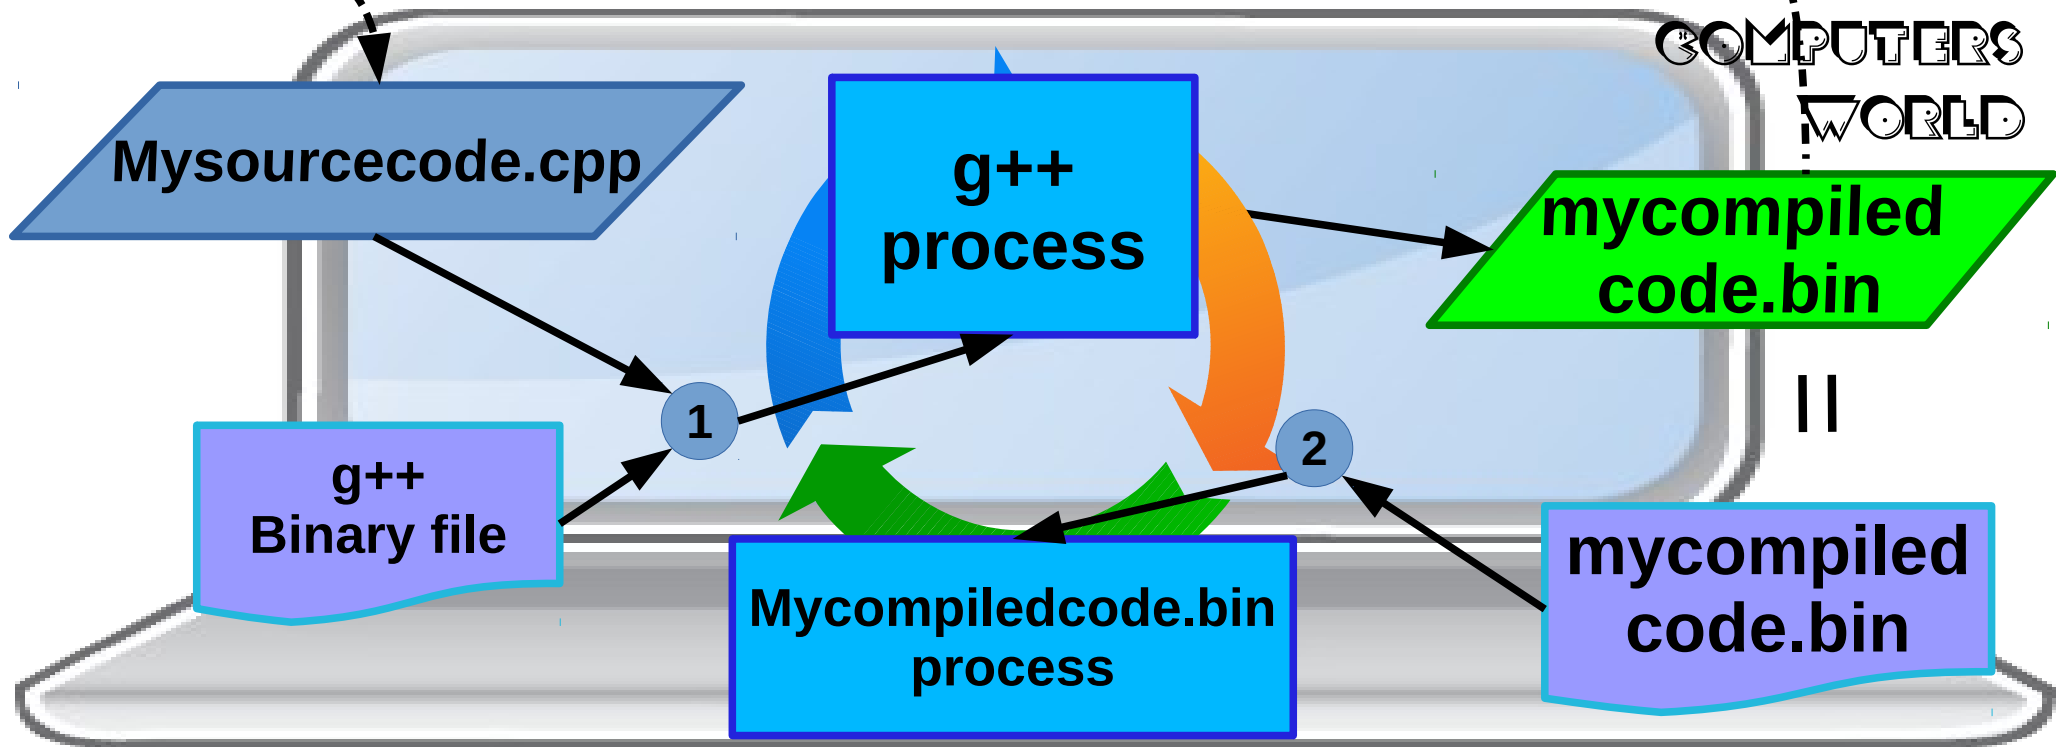 COMPUTERS
WORLD
Mysourcecode.cpp
g++
process
mycompiled
code.bin
1
2
g++
Binary file
Mycompiledcode.bin
process
mycompiled
code.bin